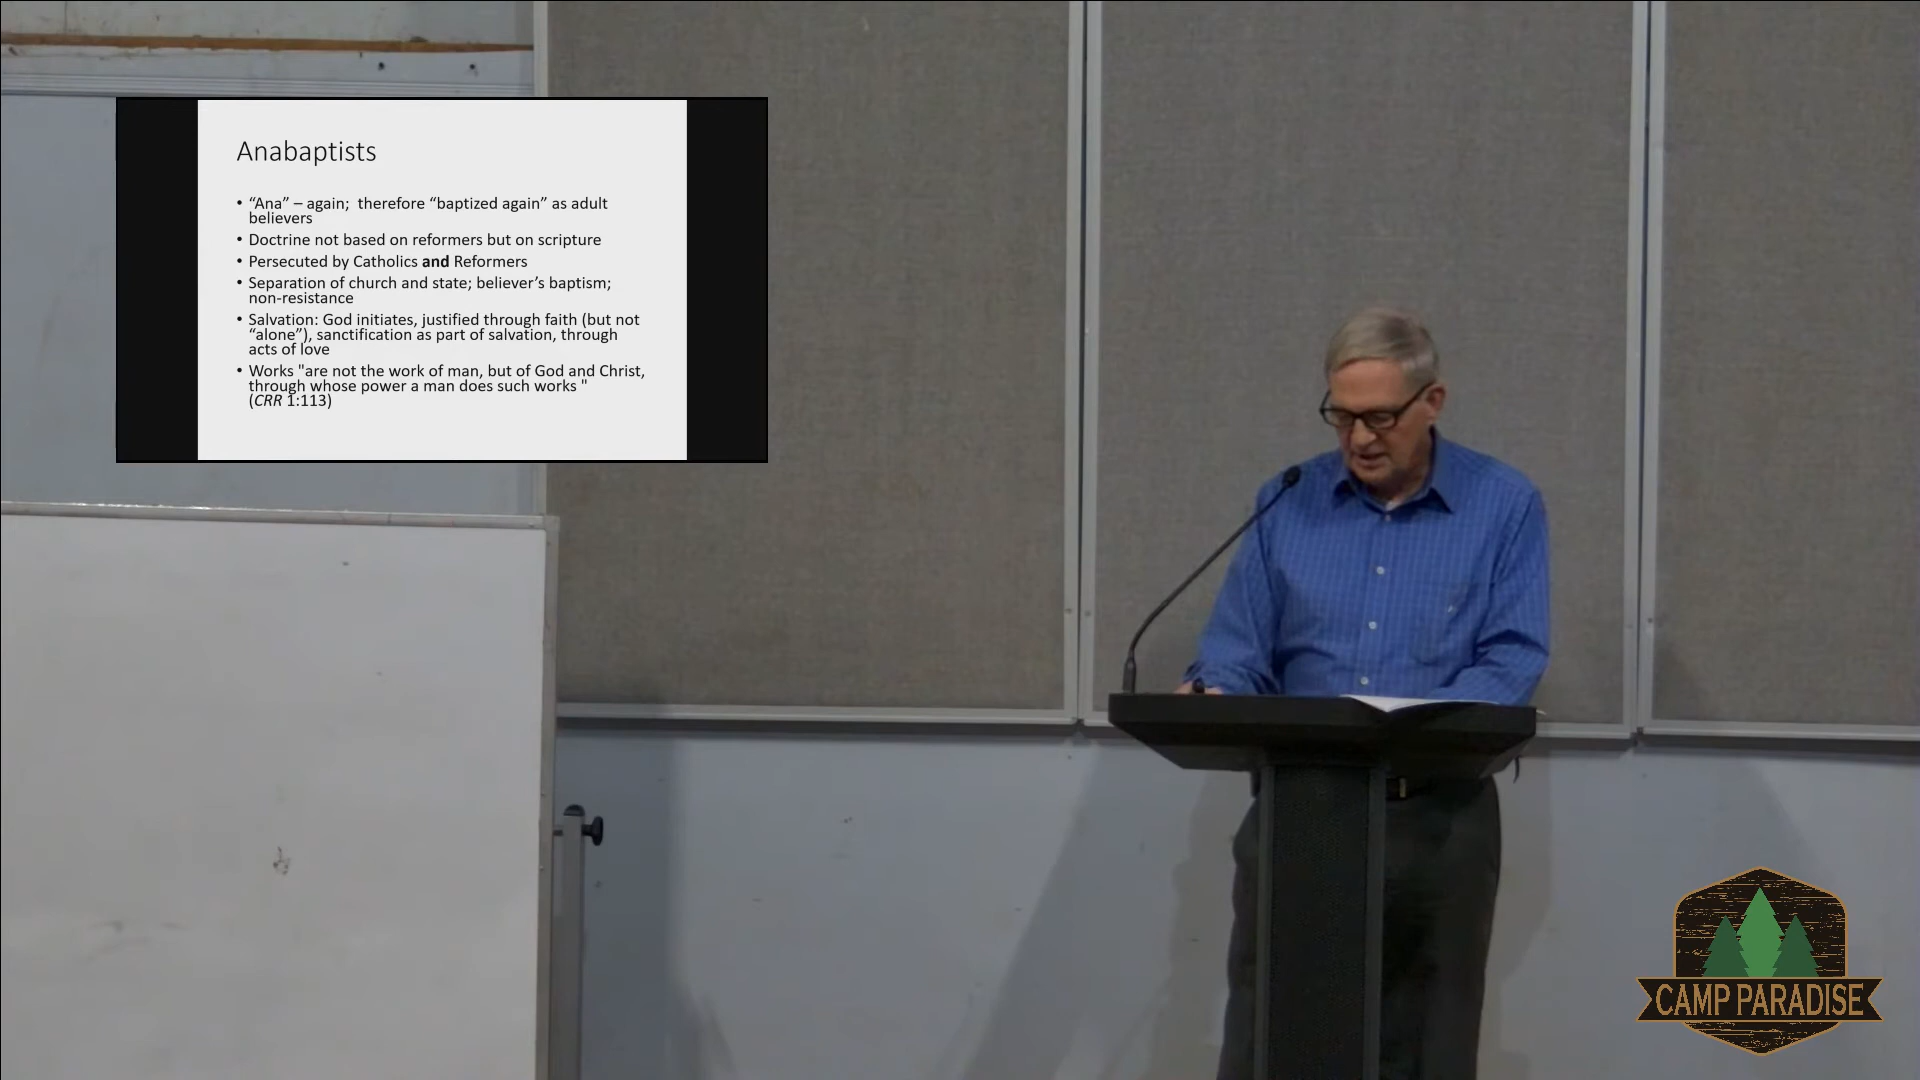 Anabaptists
• “Ana” – again;  therefore “baptized again” as adult
believers
• Doctrine not based on reformers but on scripture
• Persecuted by Catholics and Reformers
• Separation of church and state; believer’s baptism;
non-resistance
• Salvation: God initiates, justified through faith (but not
“alone”), sanctification as part of salvation, through
acts of love
• Works "are not the work of man, but of God and Christ,
through whose power a man does such works "
(CRR 1:113)
CAMP PARADISE